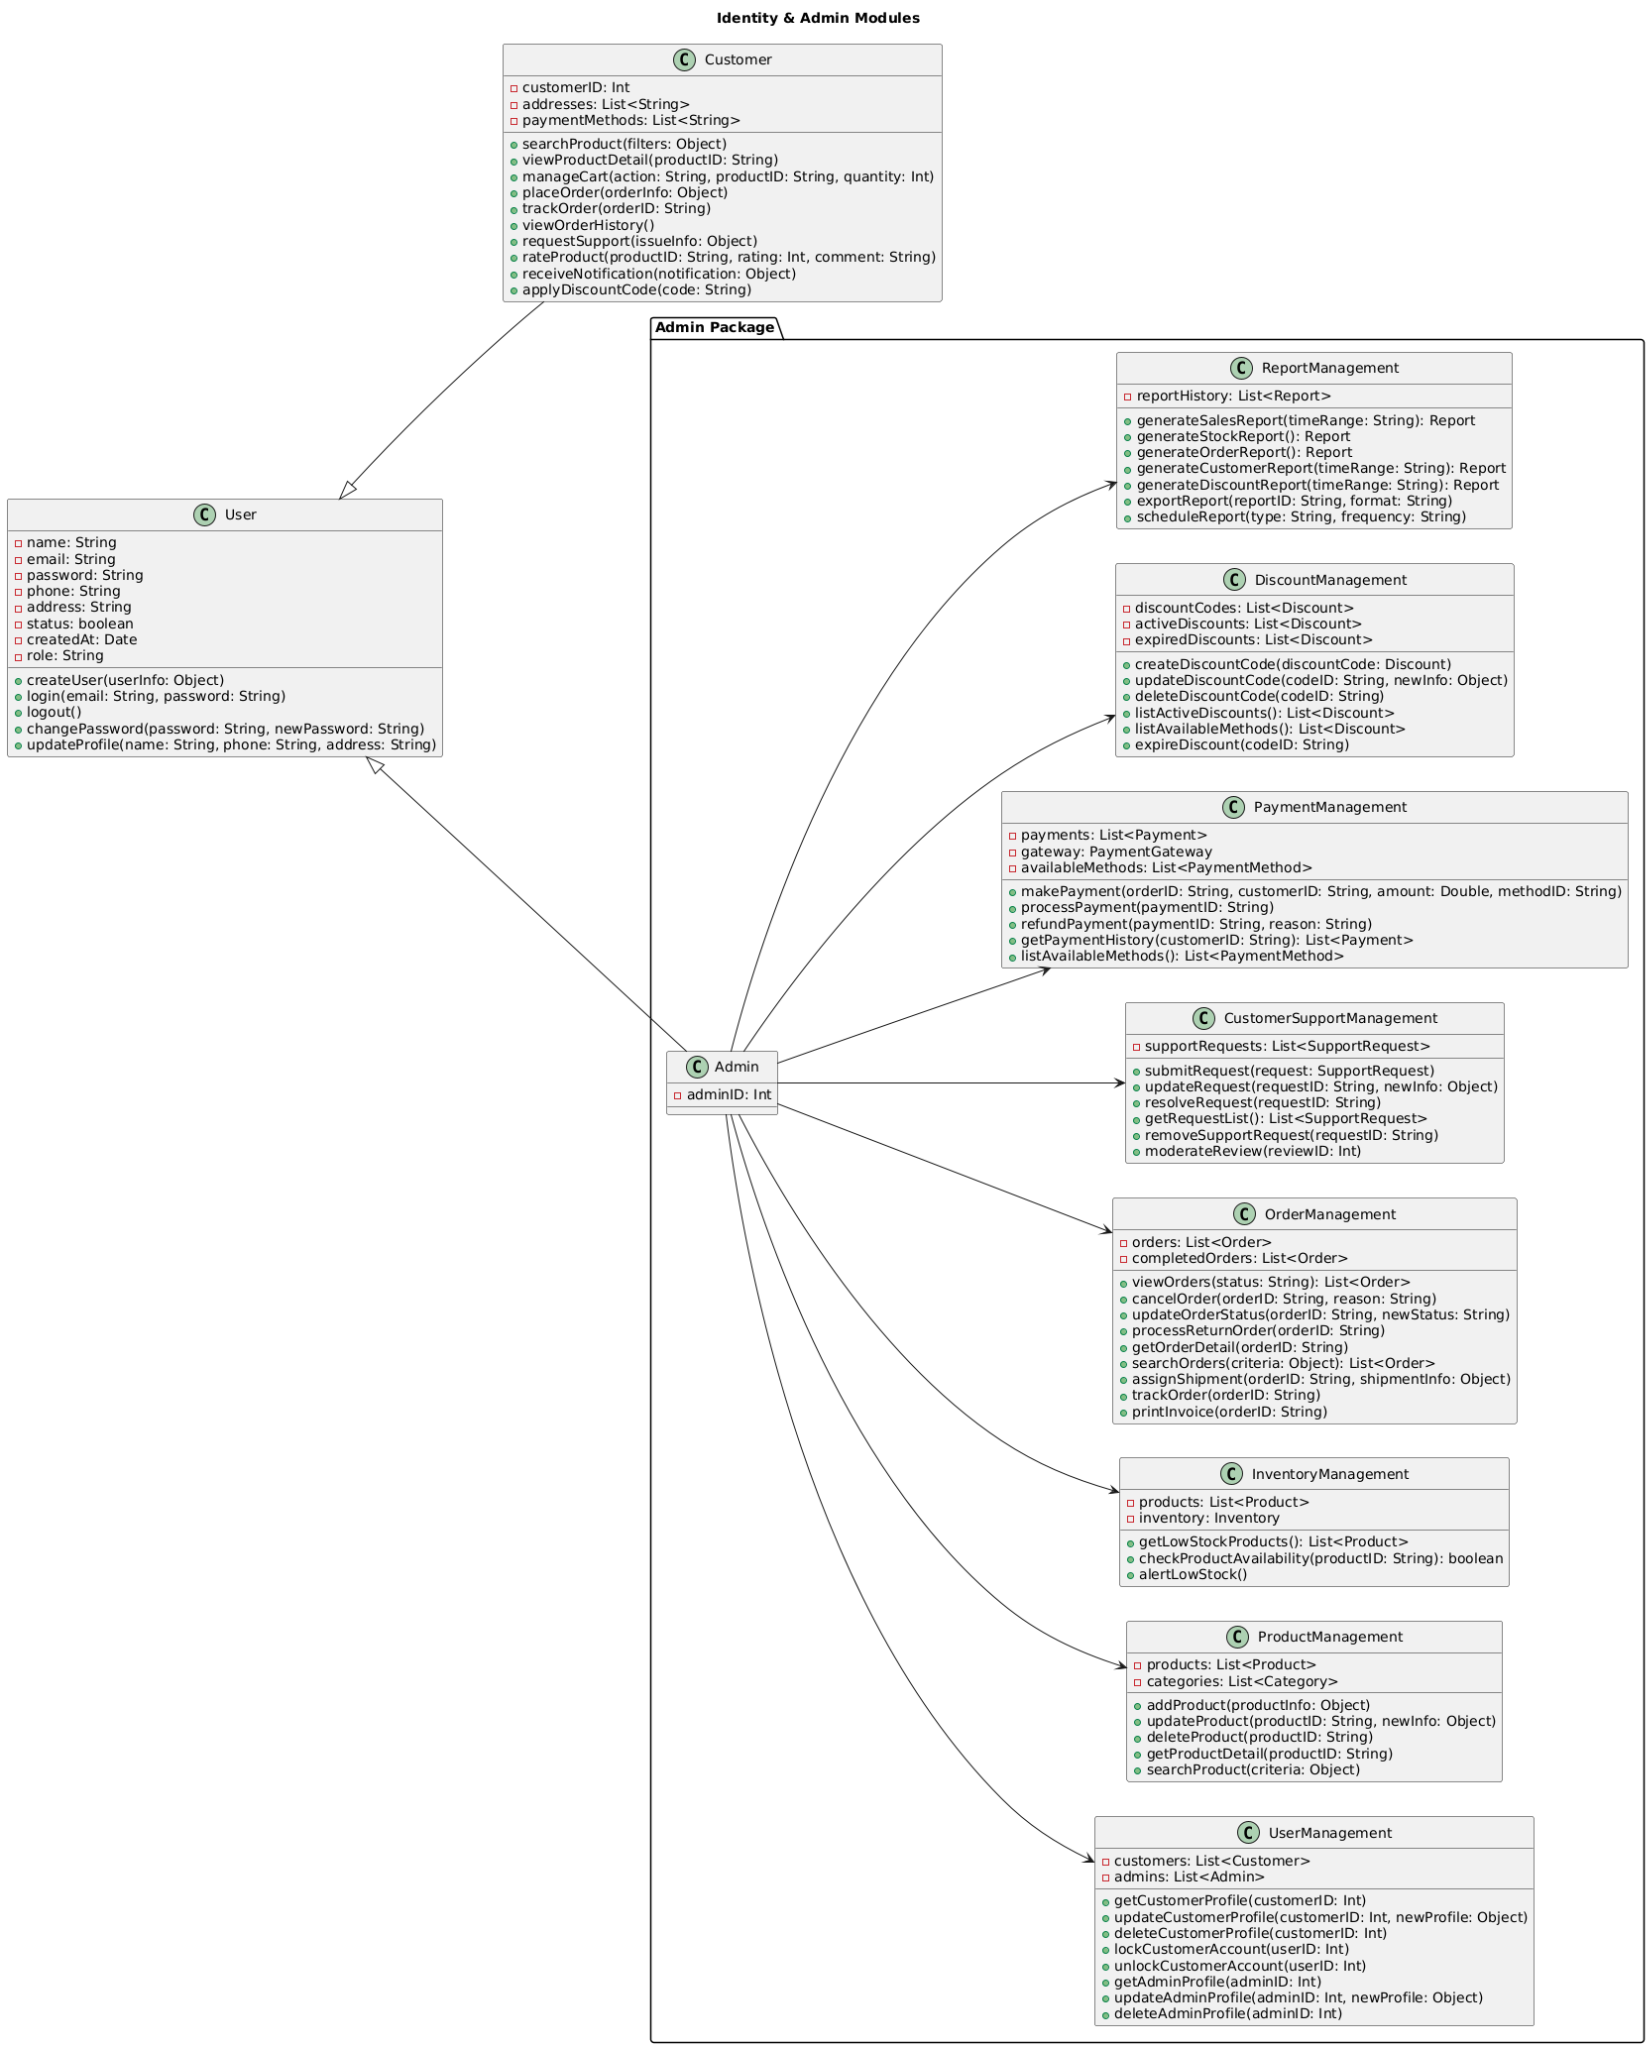 Identity & Admin Modules
C Customer
customerID: Int
addresses: List<String>
paymentMethods: List<String>
searchProduct(filters: Object)
viewProductDetail(productID: String)
manageCart(action: String, productID: String, quantity: Int)
placeOrder(orderInfo: Object)
trackOrder(orderID: String)
viewOrderHistory()
requestSupport(issueInfo: Object)
rateProduct(productID: String, rating: Int, comment: String)
receiveNotification(notification: Object)
applyDiscountCode(code: String)
Admin Package
C ReportManagement
reportHistory: List<Report>
generateSalesReport(timeRange: String): Report
generateStockReport(): Report
generateOrderReport(): Report
generateCustomerReport(timeRange: String): Report
generateDiscountReport(timeRange: String): Report
exportReport(reportID: String, format: String)
scheduleReport(type: String, frequency: String)
C User
name: String
email: String
password: String
phone: String
address: String
status: boolean
createdAt: Date
role: String
createUser(userInfo: Object)
login(email: String, password: String)
logout()
changePassword(password: String, newPassword: String)
updateProfile(name: String, phone: String, address: String)
C DiscountManagement
discountCodes: List<Discount>
activeDiscounts: List<Discount>
expiredDiscounts: List<Discount>
createDiscountCode(discountCode: Discount)
updateDiscountCode(codeID: String, newInfo: Object)
deleteDiscountCode(codeID: String)
listActiveDiscounts(): List<Discount>
listAvailableMethods(): List<Discount>
expireDiscount(codeID: String)
C PaymentManagement
payments: List<Payment>
gateway: PaymentGateway
availableMethods: List<PaymentMethod>
makePayment(orderID: String, customerID: String, amount: Double, methodID: String)
processPayment(paymentID: String)
refundPayment(paymentID: String, reason: String)
getPaymentHistory(customerID: String): List<Payment>
listAvailableMethods(): List<PaymentMethod>
C Admin
adminID: Int
C CustomerSupportManagement
supportRequests: List<SupportRequest>
submitRequest(request: SupportRequest)
updateRequest(requestID: String, newInfo: Object)
resolveRequest(requestID: String)
getRequestList(): List<SupportRequest>
removeSupportRequest(requestID: String)
moderateReview(reviewID: Int)
C OrderManagement
orders: List<Order>
completedOrders: List<Order>
viewOrders(status: String): List<Order>
cancelOrder(orderID: String, reason: String)
updateOrderStatus(orderID: String, newStatus: String)
processReturnOrder(orderID: String)
getOrderDetail(orderID: String)
searchOrders(criteria: Object): List<Order>
assignShipment(orderID: String, shipmentInfo: Object)
trackOrder(orderID: String)
printInvoice(orderID: String)
C InventoryManagement
products: List<Product>
inventory: Inventory
getLowStockProducts(): List<Product>
checkProductAvailability(productID: String): boolean
alertLowStock()
C ProductManagement
products: List<Product>
categories: List<Category>
addProduct(productInfo: Object)
updateProduct(productID: String, newInfo: Object)
deleteProduct(productID: String)
getProductDetail(productID: String)
searchProduct(criteria: Object)
C UserManagement
customers: List<Customer>
admins: List<Admin>
getCustomerProfile(customerID: Int)
updateCustomerProfile(customerID: Int, newProfile: Object)
deleteCustomerProfile(customerID: Int)
lockCustomerAccount(userID: Int)
unlockCustomerAccount(userID: Int)
getAdminProfile(adminID: Int)
updateAdminProfile(adminID: Int, newProfile: Object)
deleteAdminProfile(adminID: Int)